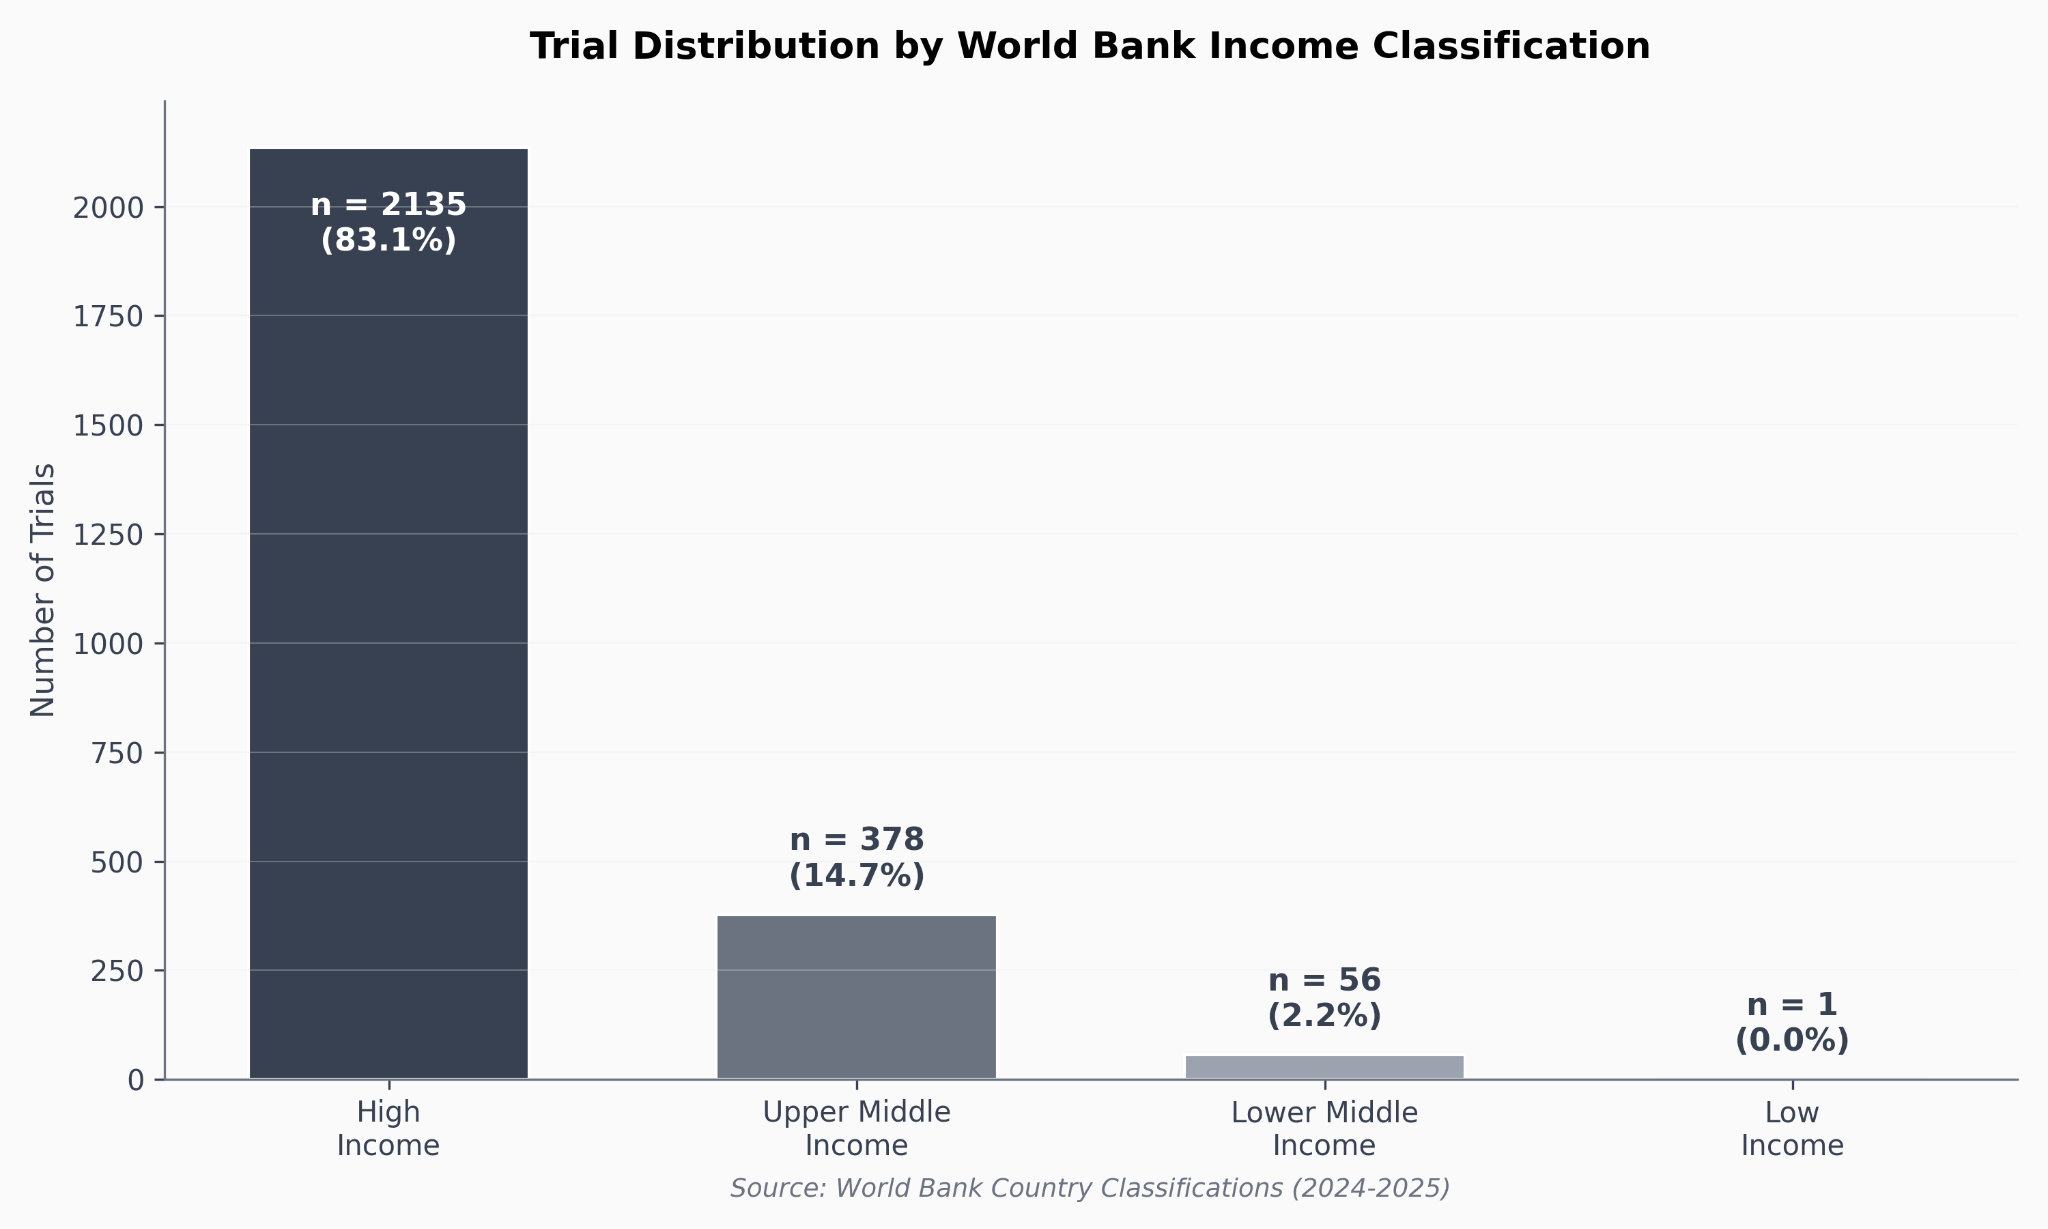 Trial Distribution by World Bank Income Classification
Number of Trials
2000
1750
1500
1250
1000
750
500
250
0
n = 2135
(83.1%)
n = 378
(14.7%)
n = 56
(2.2%)
n = 1
(0.0%)
High
Income
Upper Middle
Income
Lower Middle
Income
Low
Income
Source: World Bank Country Classifications (2024-2025)